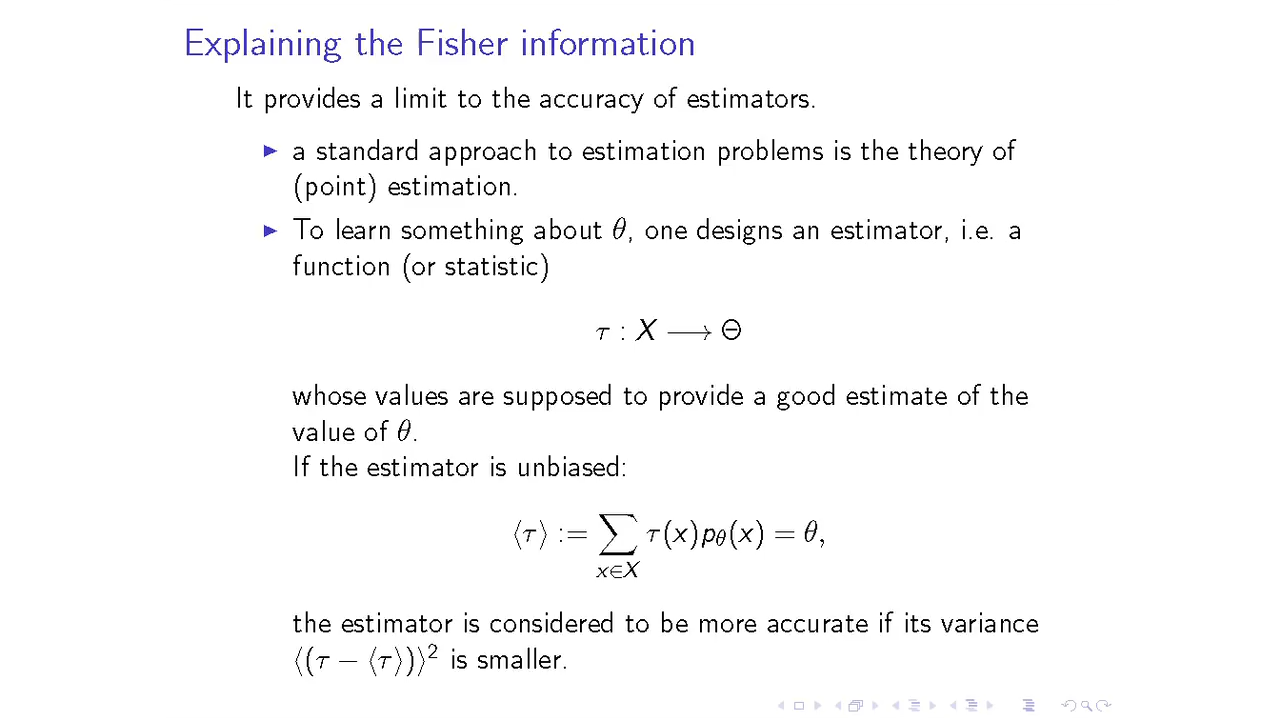 Explaining the Fisher information
It provides a limit to the accuracy of estimators.
▶ a standard approach to estimation problems is the theory of
(point) estimation.
▶ To learn something about θ, one designs an estimator, i.e. a
function (or statistic)
τ : X ⟶ Θ
whose values are supposed to provide a good estimate of the
value of θ.
If the estimator is unbiased:
⟨τ⟩ := ∑_{x∈X} τ(x)p_θ(x) = θ,
the estimator is considered to be more accurate if its variance
⟨(τ − ⟨τ⟩)⟩² is smaller.